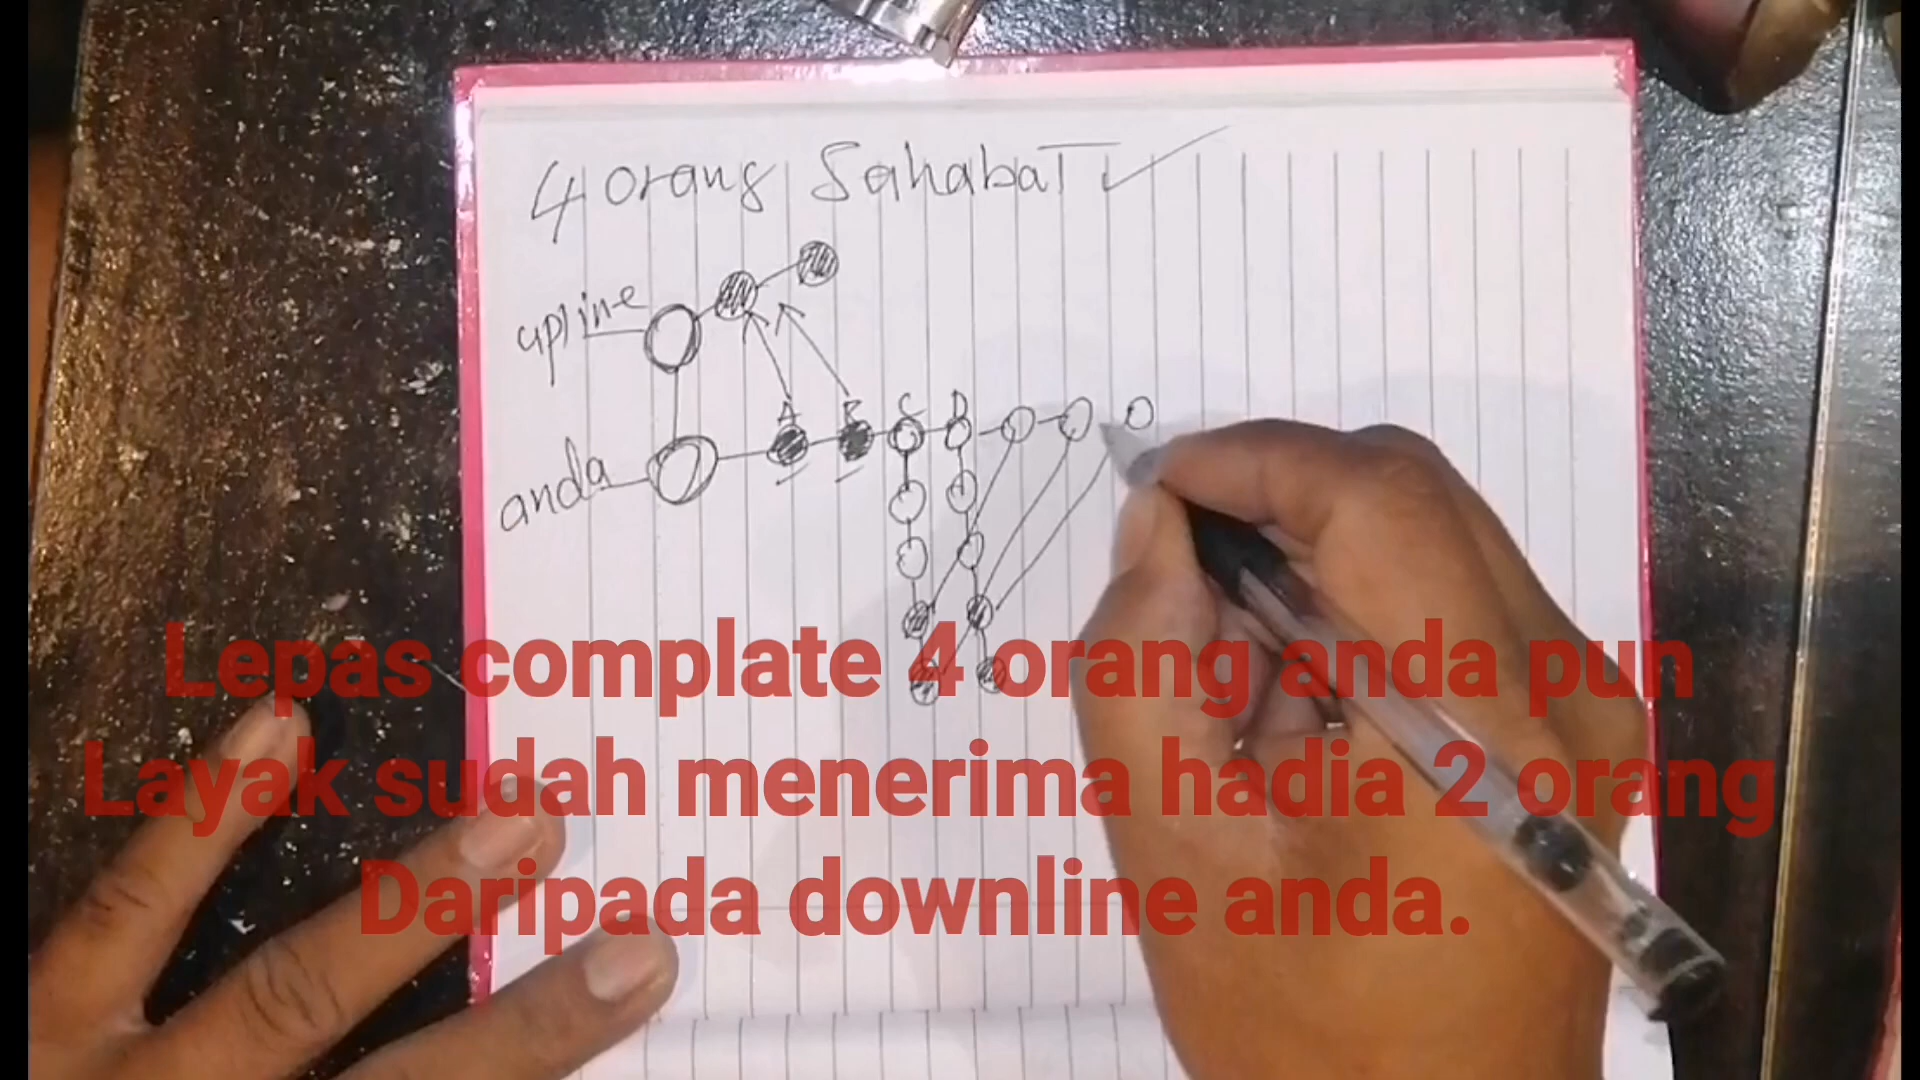 4 orang Sahabat
upline
A B C D
anda
Lepas complate 4 orang anda pun
Layak sudah menerima hadia 2 orang
Daripada downline anda.